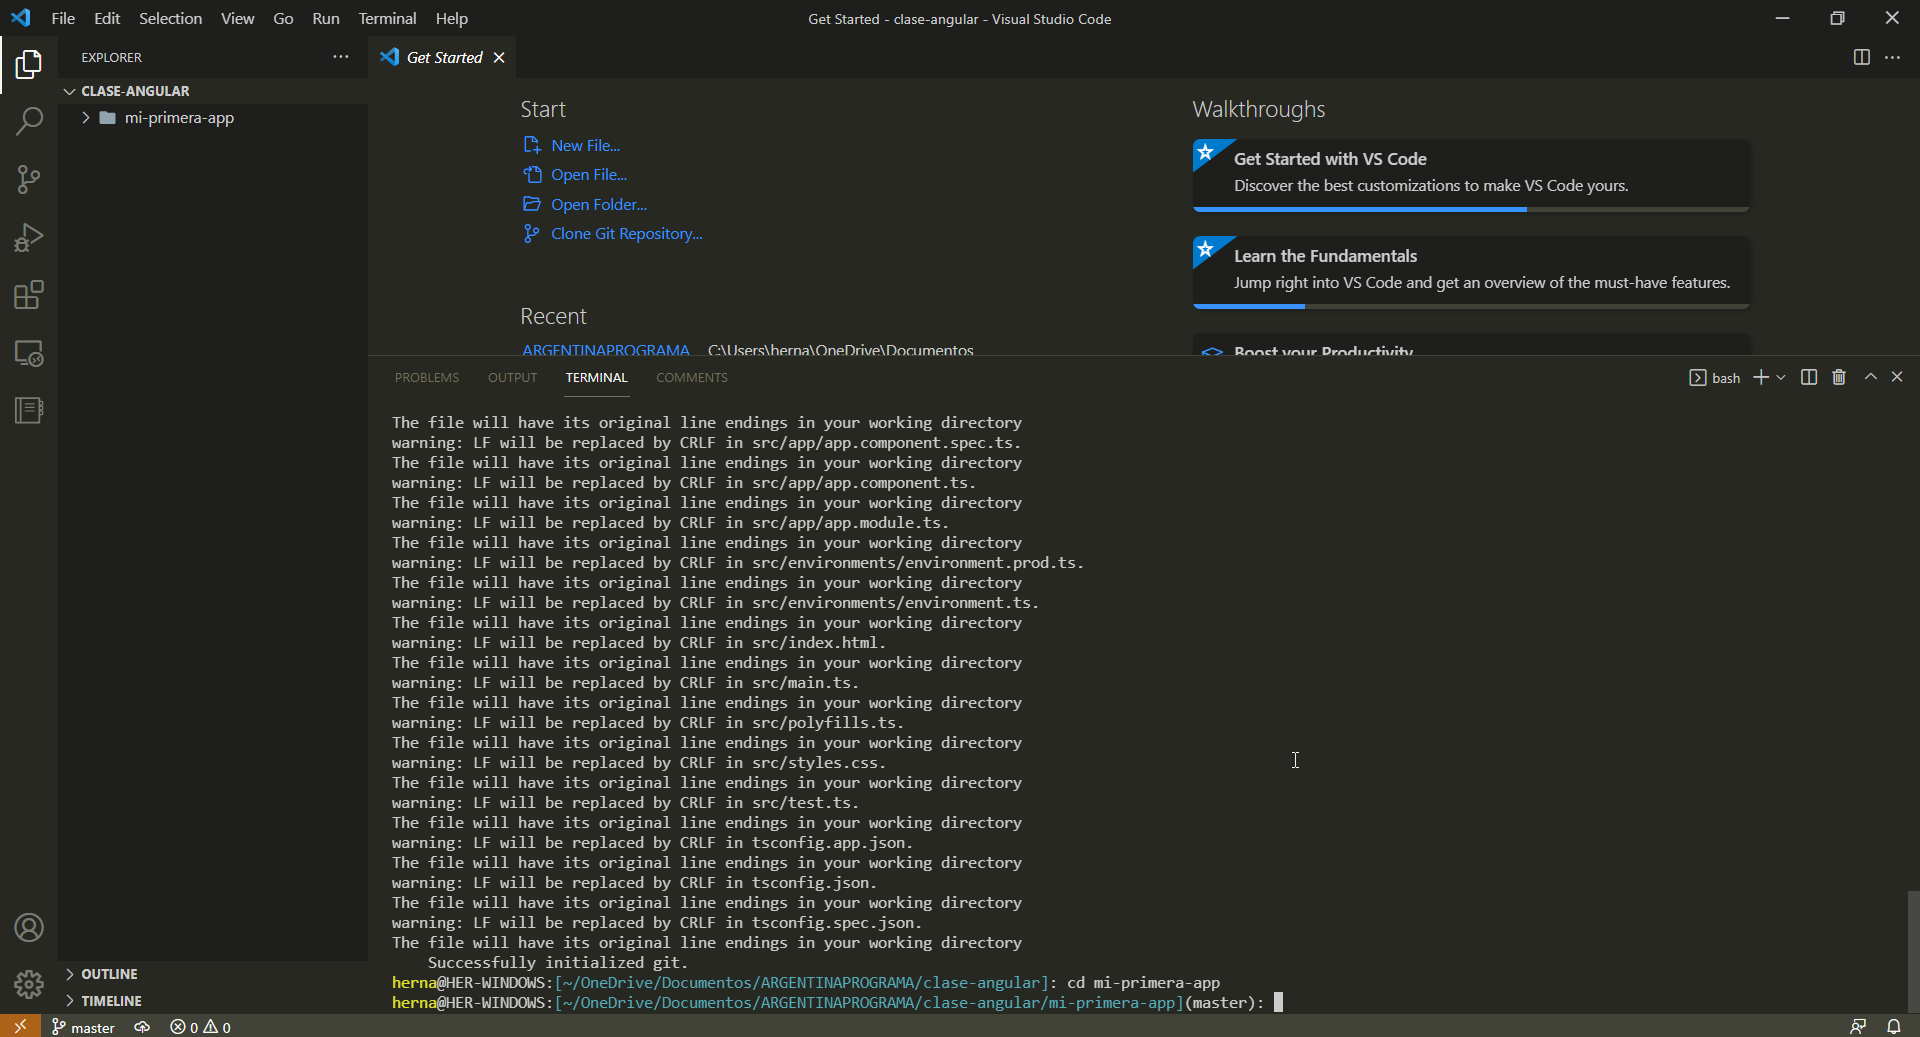 File Edit Selection View Go Run Terminal Help
Get Started - clase-angular - Visual Studio Code
EXPLORER
Get Started
CLASE-ANGULAR
mi-primera-app
Start
New File...
Open File...
Open Folder...
Clone Git Repository...
Recent
ARGENTINAPROGRAMA C:\Users\herna\OneDrive\Documentos
Walkthroughs
Get Started with VS Code
Discover the best customizations to make VS Code yours.
Learn the Fundamentals
Jump right into VS Code and get an overview of the must-have features.
Boost your Productivity
PROBLEMS OUTPUT TERMINAL COMMENTS
bash
The file will have its original line endings in your working directory
warning: LF will be replaced by CRLF in src/app/app.component.spec.ts.
The file will have its original line endings in your working directory
warning: LF will be replaced by CRLF in src/app/app.component.ts.
The file will have its original line endings in your working directory
warning: LF will be replaced by CRLF in src/app/app.module.ts.
The file will have its original line endings in your working directory
warning: LF will be replaced by CRLF in src/environments/environment.prod.ts.
The file will have its original line endings in your working directory
warning: LF will be replaced by CRLF in src/environments/environment.ts.
The file will have its original line endings in your working directory
warning: LF will be replaced by CRLF in src/index.html.
The file will have its original line endings in your working directory
warning: LF will be replaced by CRLF in src/main.ts.
The file will have its original line endings in your working directory
warning: LF will be replaced by CRLF in src/polyfills.ts.
The file will have its original line endings in your working directory
warning: LF will be replaced by CRLF in src/styles.css.
The file will have its original line endings in your working directory
warning: LF will be replaced by CRLF in src/test.ts.
The file will have its original line endings in your working directory
warning: LF will be replaced by CRLF in tsconfig.app.json.
The file will have its original line endings in your working directory
warning: LF will be replaced by CRLF in tsconfig.json.
The file will have its original line endings in your working directory
warning: LF will be replaced by CRLF in tsconfig.spec.json.
The file will have its original line endings in your working directory
Successfully initialized git.
herna@HER-WINDOWS:[~/OneDrive/Documentos/ARGENTINAPROGRAMA/clase-angular]: cd mi-primera-app
herna@HER-WINDOWS:[~/OneDrive/Documentos/ARGENTINAPROGRAMA/clase-angular/mi-primera-app](master):
OUTLINE
TIMELINE
master 0 0